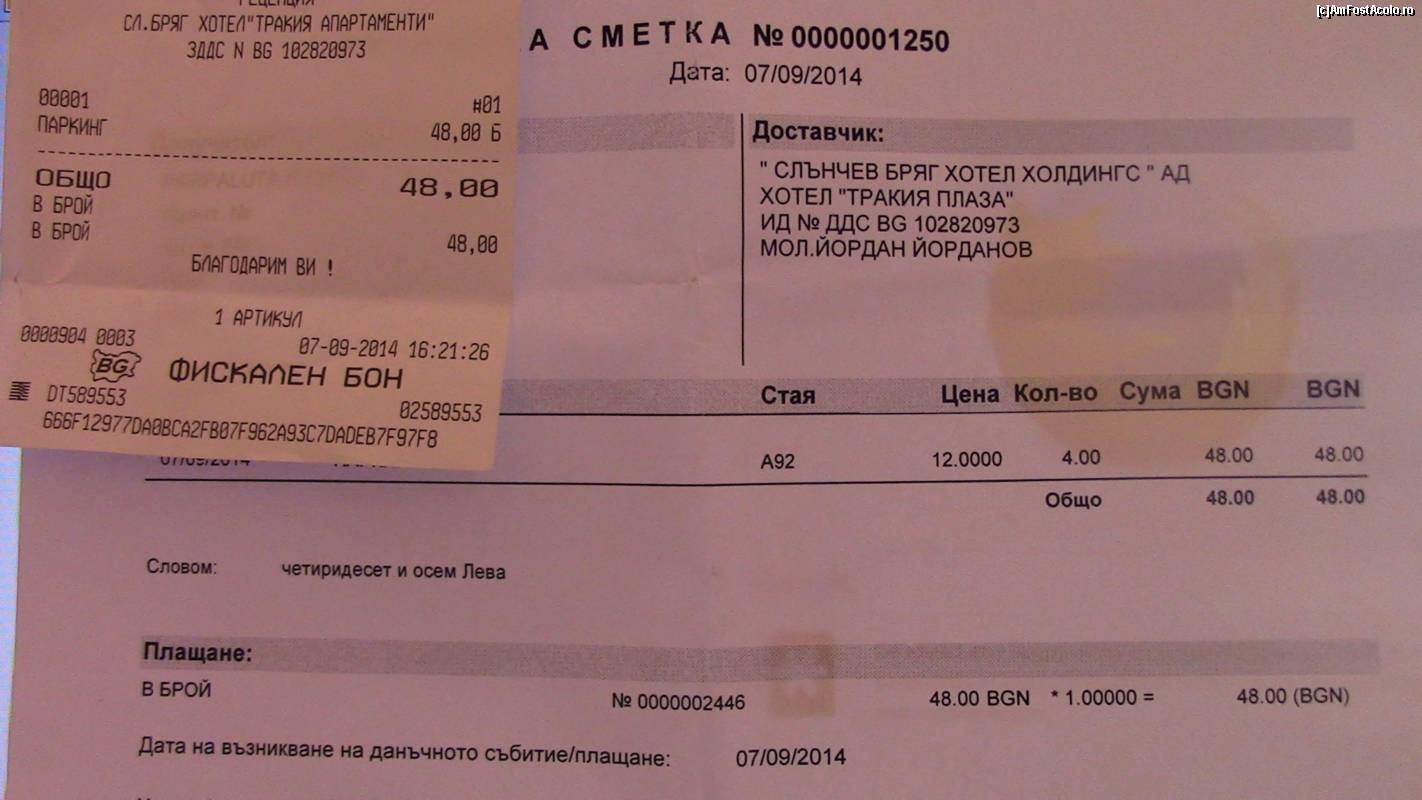 [c]AmFostAcolo.ro
РЕЦЕПЦИЯ
СЛ.БРЯГ ХОТЕЛ"ТРАКИЯ АПАРТАМЕНТИ"
ЗДДС N BG 102820973
00001 #01
ПАРКИНГ 48,00 Б
ОБЩО 48,00
В БРОЙ
В БРОЙ 48,00
БЛАГОДАРИМ ВИ !
1 АРТИКУЛ
0000904 0003 07-09-2014 16:21:26
BG ФИСКАЛЕН БОН
DT589553 02589553
666F12977DA0BCA2FB07F962A93C7DADEB7F97F8
А СМЕТКА № 0000001250
Дата: 07/09/2014
Доставчик:
" СЛЪНЧЕВ БРЯГ ХОТЕЛ ХОЛДИНГС " АД
ХОТЕЛ "ТРАКИЯ ПЛАЗА"
ИД № ДДС BG 102820973
МОЛ.ЙОРДАН ЙОРДАНОВ
Стая Цена Кол-во Сума BGN BGN
07/09/2014 А92 12.0000 4.00 48.00 48.00
Общо 48.00 48.00
Словом: четиридесет и осем Лева
Плащане:
В БРОЙ № 0000002446 48.00 BGN * 1.00000 = 48.00 (BGN)
Дата на възникване на данъчното събитие/плащане: 07/09/2014